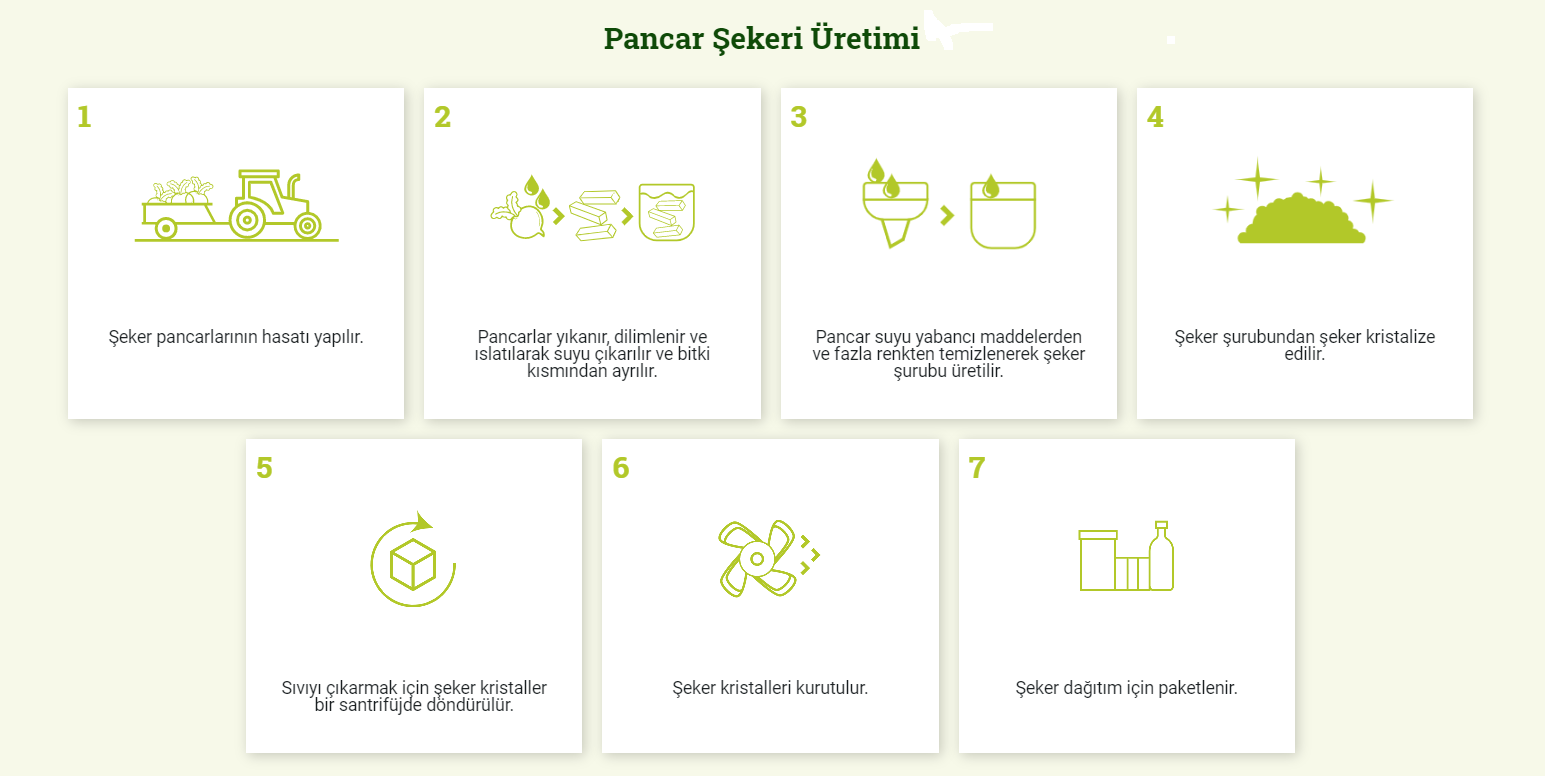 Pancar Şekeri Üretimi
1
Şeker pancarlarının hasatı yapılır.
2
Pancarlar yıkanır, dilimlenir ve
ıslatılarak suyu çıkarılır ve bitki
kısmından ayrılır.
3
Pancar suyu yabancı maddelerden
ve fazla renkten temizlenerek şeker
şurubu üretilir.
4
Şeker şurubundan şeker kristalize
edilir.
5
Sıvıyı çıkarmak için şeker kristaller
bir santrifüjde döndürülür.
6
Şeker kristalleri kurutulur.
7
Şeker dağıtım için paketlenir.